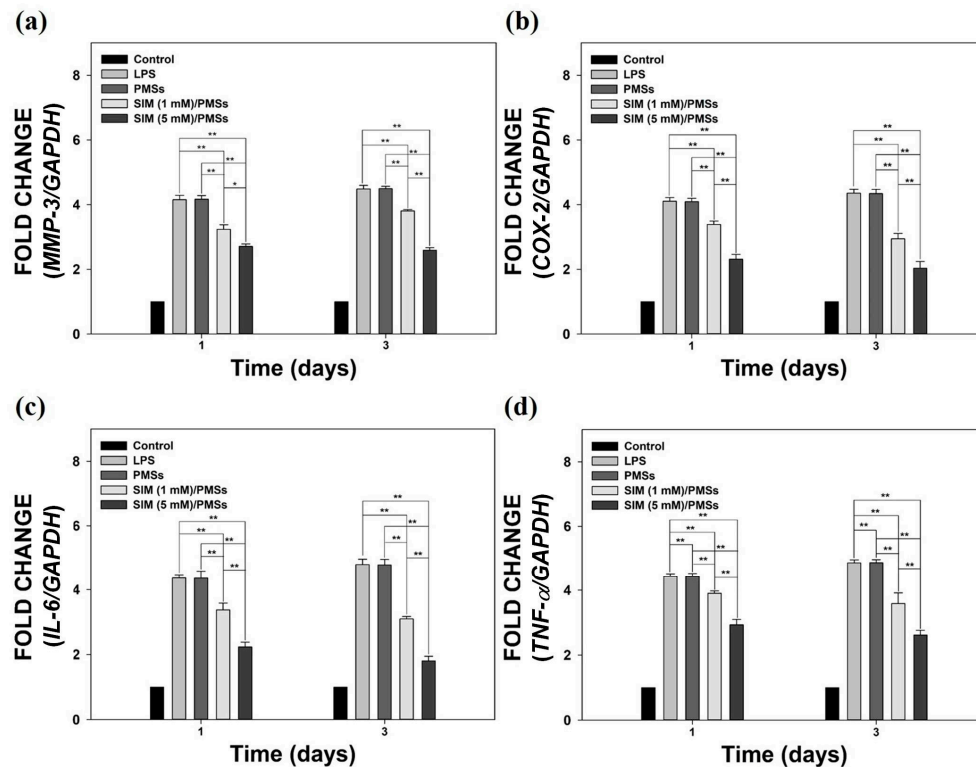 (a)
FOLD CHANGE
(MMP-3/GAPDH)
8
6
4
2
0
Control
LPS
PMSs
SIM (1 mM)/PMSs
SIM (5 mM)/PMSs
**
**
**
**
*
**
**
**
**
**
1
3
Time (days)
(b)
FOLD CHANGE
(COX-2/GAPDH)
8
6
4
2
0
Control
LPS
PMSs
SIM (1 mM)/PMSs
SIM (5 mM)/PMSs
**
**
**
**
**
**
**
**
**
**
1
3
Time (days)
(c)
FOLD CHANGE
(IL-6/GAPDH)
8
6
4
2
0
Control
LPS
PMSs
SIM (1 mM)/PMSs
SIM (5 mM)/PMSs
**
**
**
**
**
**
**
**
**
**
1
3
Time (days)
(d)
FOLD CHANGE
(TNF-α/GAPDH)
8
6
4
2
0
Control
LPS
PMSs
SIM (1 mM)/PMSs
SIM (5 mM)/PMSs
**
**
** **
**
**
**
**
** **
**
**
1
3
Time (days)